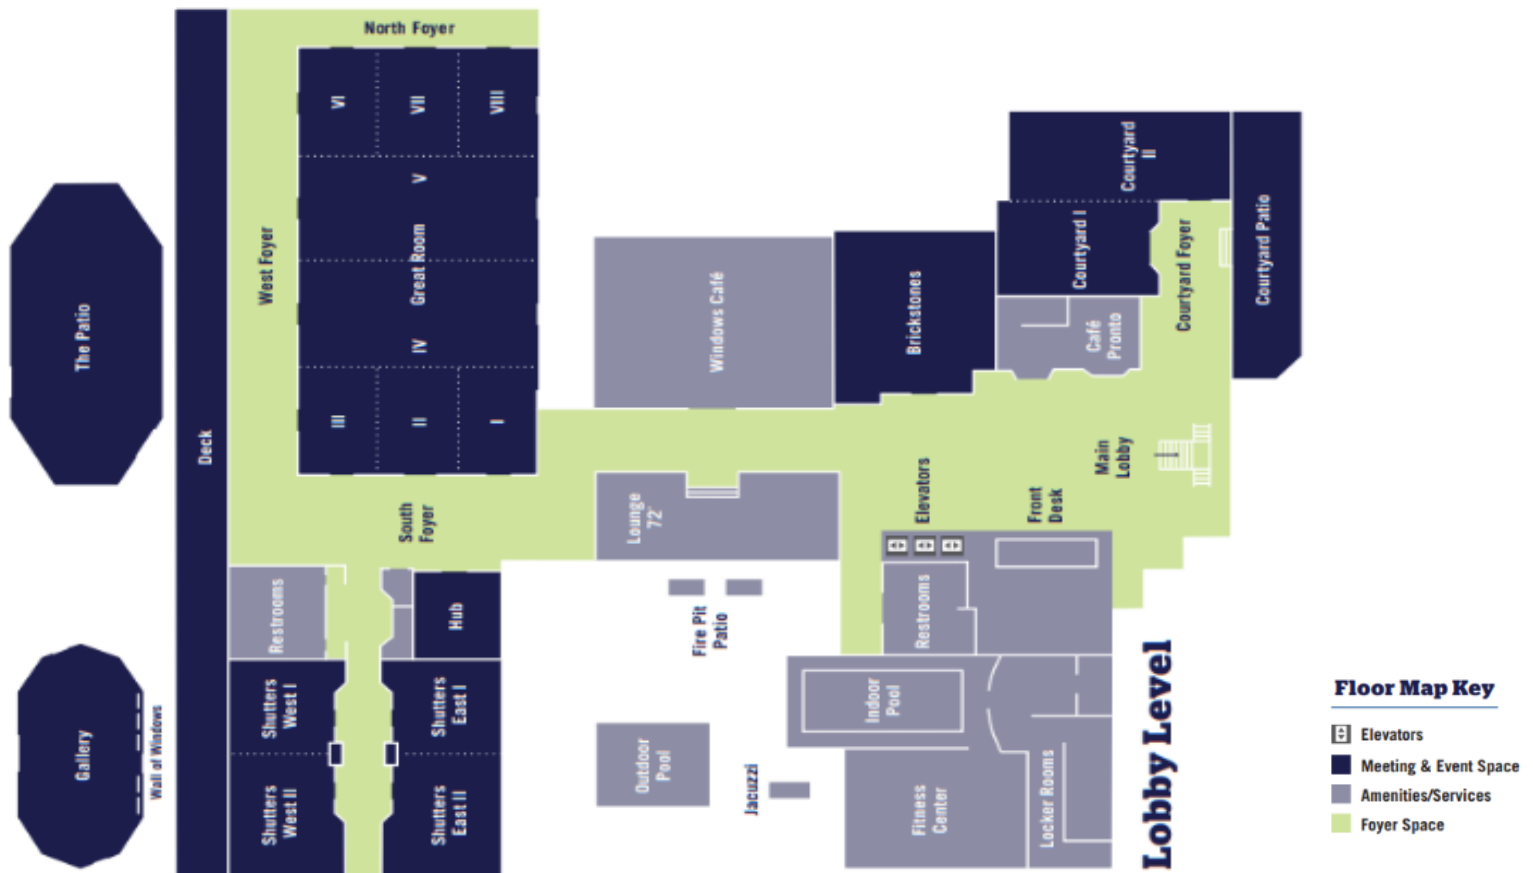 North Foyer
VI
VII
VIII
V
Great Room
IV
III
II
I
West Foyer
The Patio
Deck
South
Foyer
Restrooms
Hub
Shutters
West I
Shutters
East I
Shutters
West II
Shutters
East II
Gallery
Wall of Windows
Windows Café
Lounge
72°
Fire Pit
Patio
Outdoor
Pool
Jacuzzi
Brickstones
Courtyard
II
Courtyard I
Courtyard Foyer
Courtyard Patio
Café
Pronto
Main
Lobby
Elevators
Front
Desk
Restrooms
Indoor
Pool
Fitness
Center
Locker Rooms
Lobby Level
Floor Map Key
Elevators
Meeting & Event Space
Amenities/Services
Foyer Space